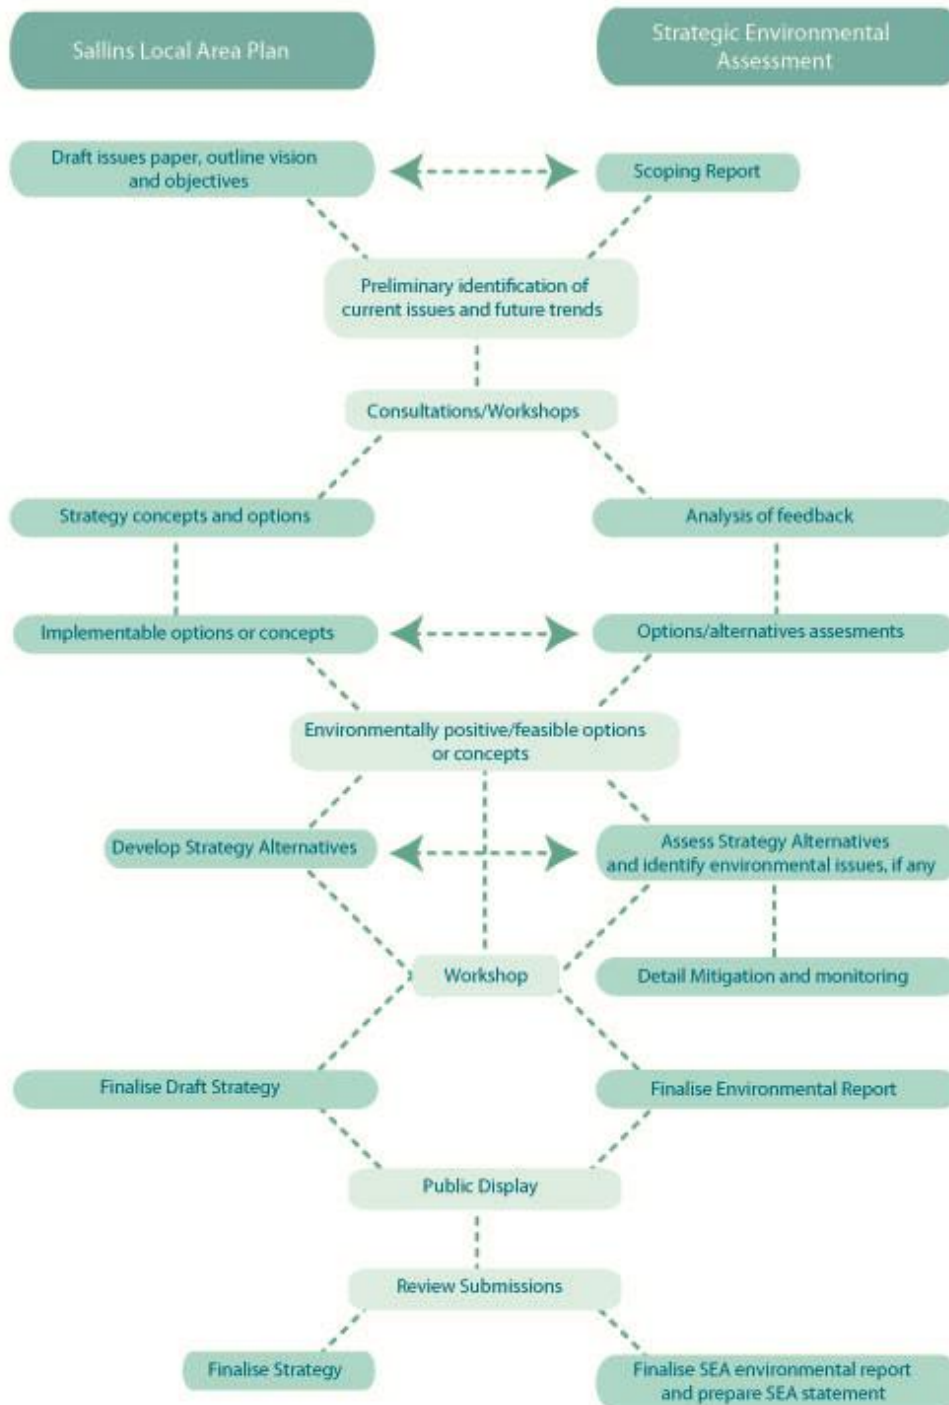 Sallins Local Area Plan
Strategic Environmental
Assessment
Draft issues paper, outline vision
and objectives
Scoping Report
Preliminary identification of
current issues and future trends
Consultations/Workshops
Strategy concepts and options
Analysis of feedback
Implementable options or concepts
Options/alternatives assesments
Environmentally positive/feasible options
or concepts
Develop Strategy Alternatives
Assess Strategy Alternatives
and identify environmental issues, if any
Workshop
Detail Mitigation and monitoring
Finalise Draft Strategy
Finalise Environmental Report
Public Display
Review Submissions
Finalise Strategy
Finalise SEA environmental report
and prepare SEA statement